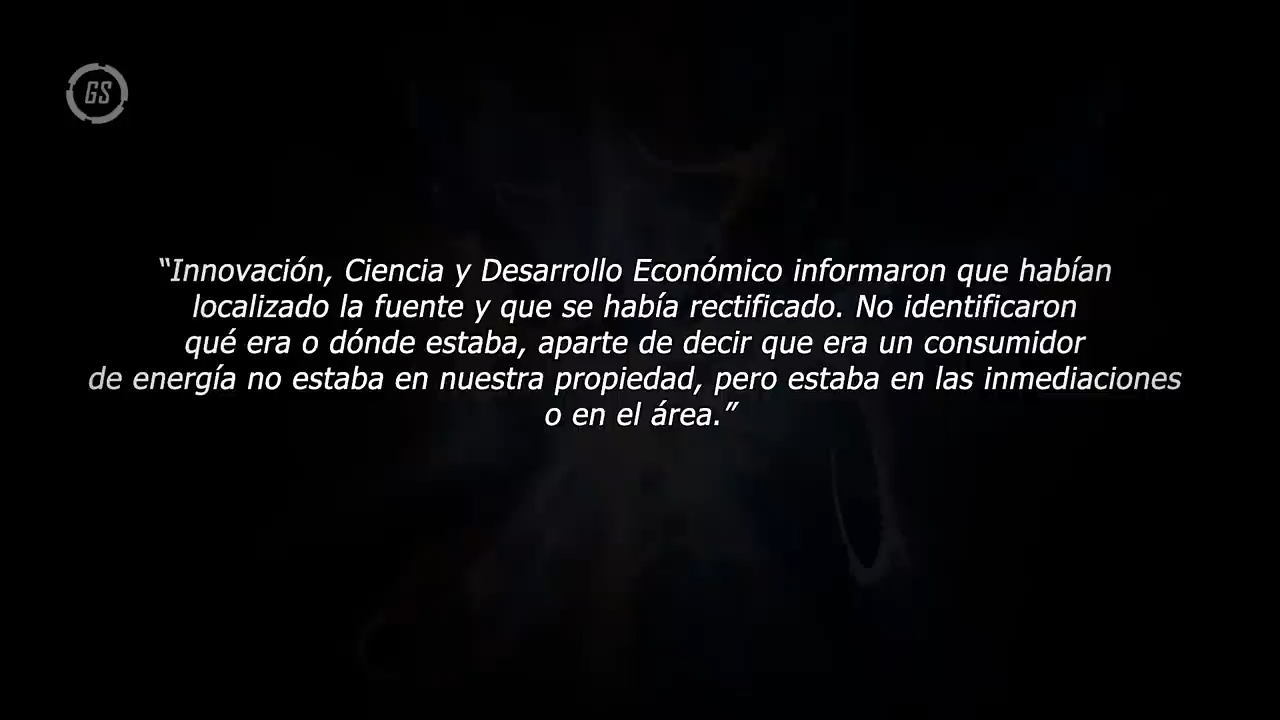 GS
“Innovación, Ciencia y Desarrollo Económico informaron que habían
localizado la fuente y que se había rectificado. No identificaron
qué era o dónde estaba, aparte de decir que era un consumidor
de energía no estaba en nuestra propiedad, pero estaba en las inmediaciones
o en el área.”